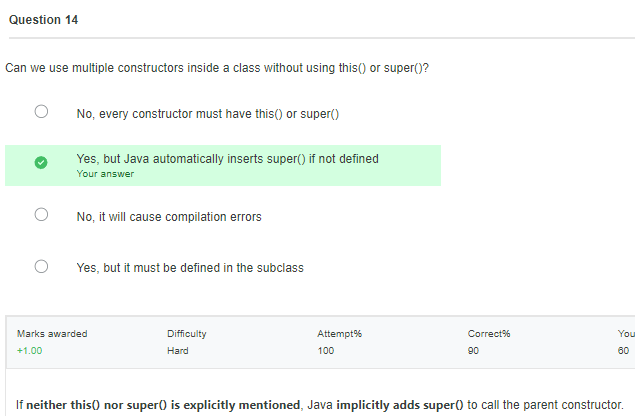 Question 14
Can we use multiple constructors inside a class without using this() or super()?
No, every constructor must have this() or super()
Yes, but Java automatically inserts super() if not defined
Your answer
No, it will cause compilation errors
Yes, but it must be defined in the subclass
Marks awarded Difficulty Attempt% Correct% You
+1.00 Hard 100 90 60
If neither this() nor super() is explicitly mentioned, Java implicitly adds super() to call the parent constructor.